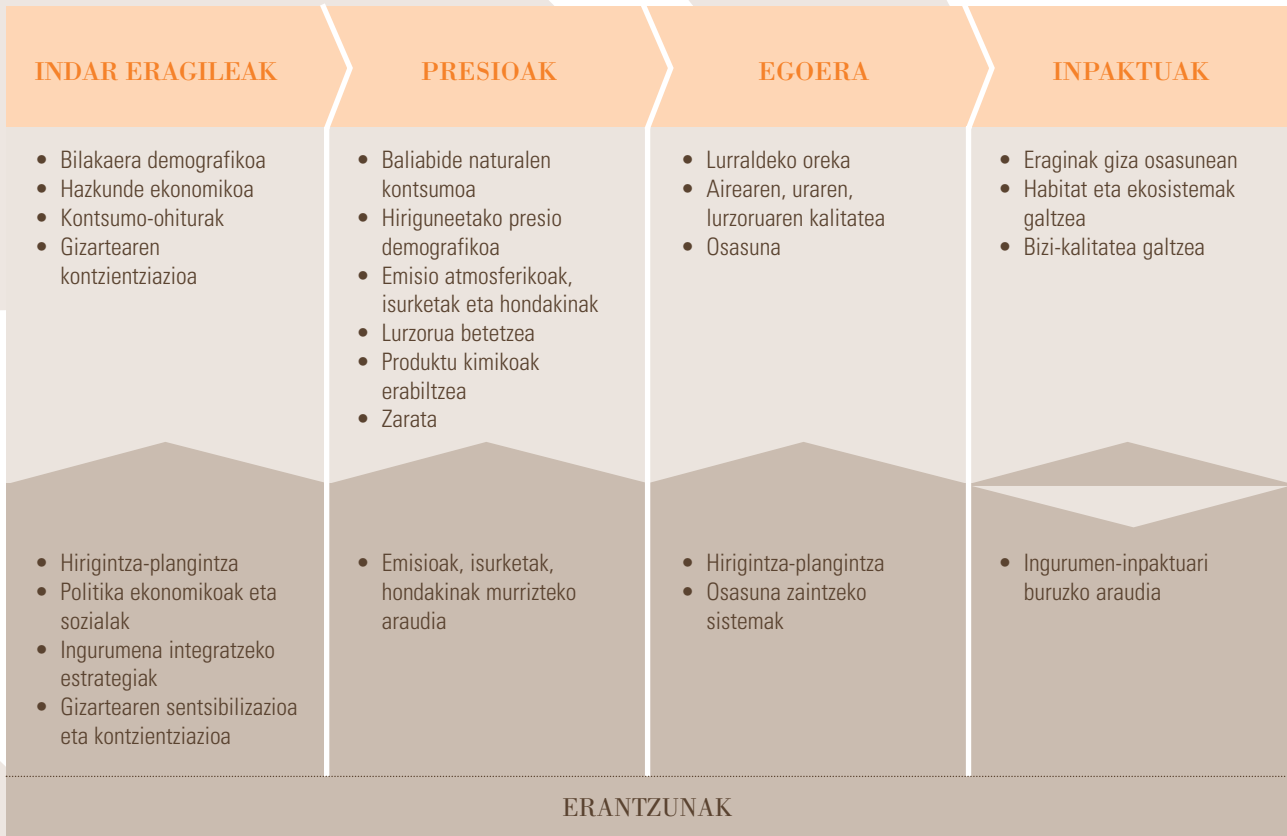 INDAR ERAGILEAK
PRESIOAK
EGOERA
INPAKTUAK
• Bilakaera demografikoa
• Hazkunde ekonomikoa
• Kontsumo-ohiturak
• Gizartearen
kontzientziazioa
• Baliabide naturalen
kontsumoa
• Hiriguneetako presio
demografikoa
• Emisio atmosferikoak,
isurketak eta hondakinak
• Lurzorua betetzea
• Produktu kimikoak
erabiltzea
• Zarata
• Lurraldeko oreka
• Airearen, uraren,
lurzoruaren kalitatea
• Osasuna
• Eraginak giza osasunean
• Habitat eta ekosistemak
galtzea
• Bizi-kalitatea galtzea
• Hirigintza-plangintza
• Politika ekonomikoak eta
sozialak
• Ingurumena integratzeko
estrategiak
• Gizartearen sentsibilizazioa
eta kontzientziazioa
• Emisioak, isurketak,
hondakinak murrizteko
araudia
• Hirigintza-plangintza
• Osasuna zaintzeko
sistemak
• Ingurumen-inpaktuari
buruzko araudia
ERANTZUNAK